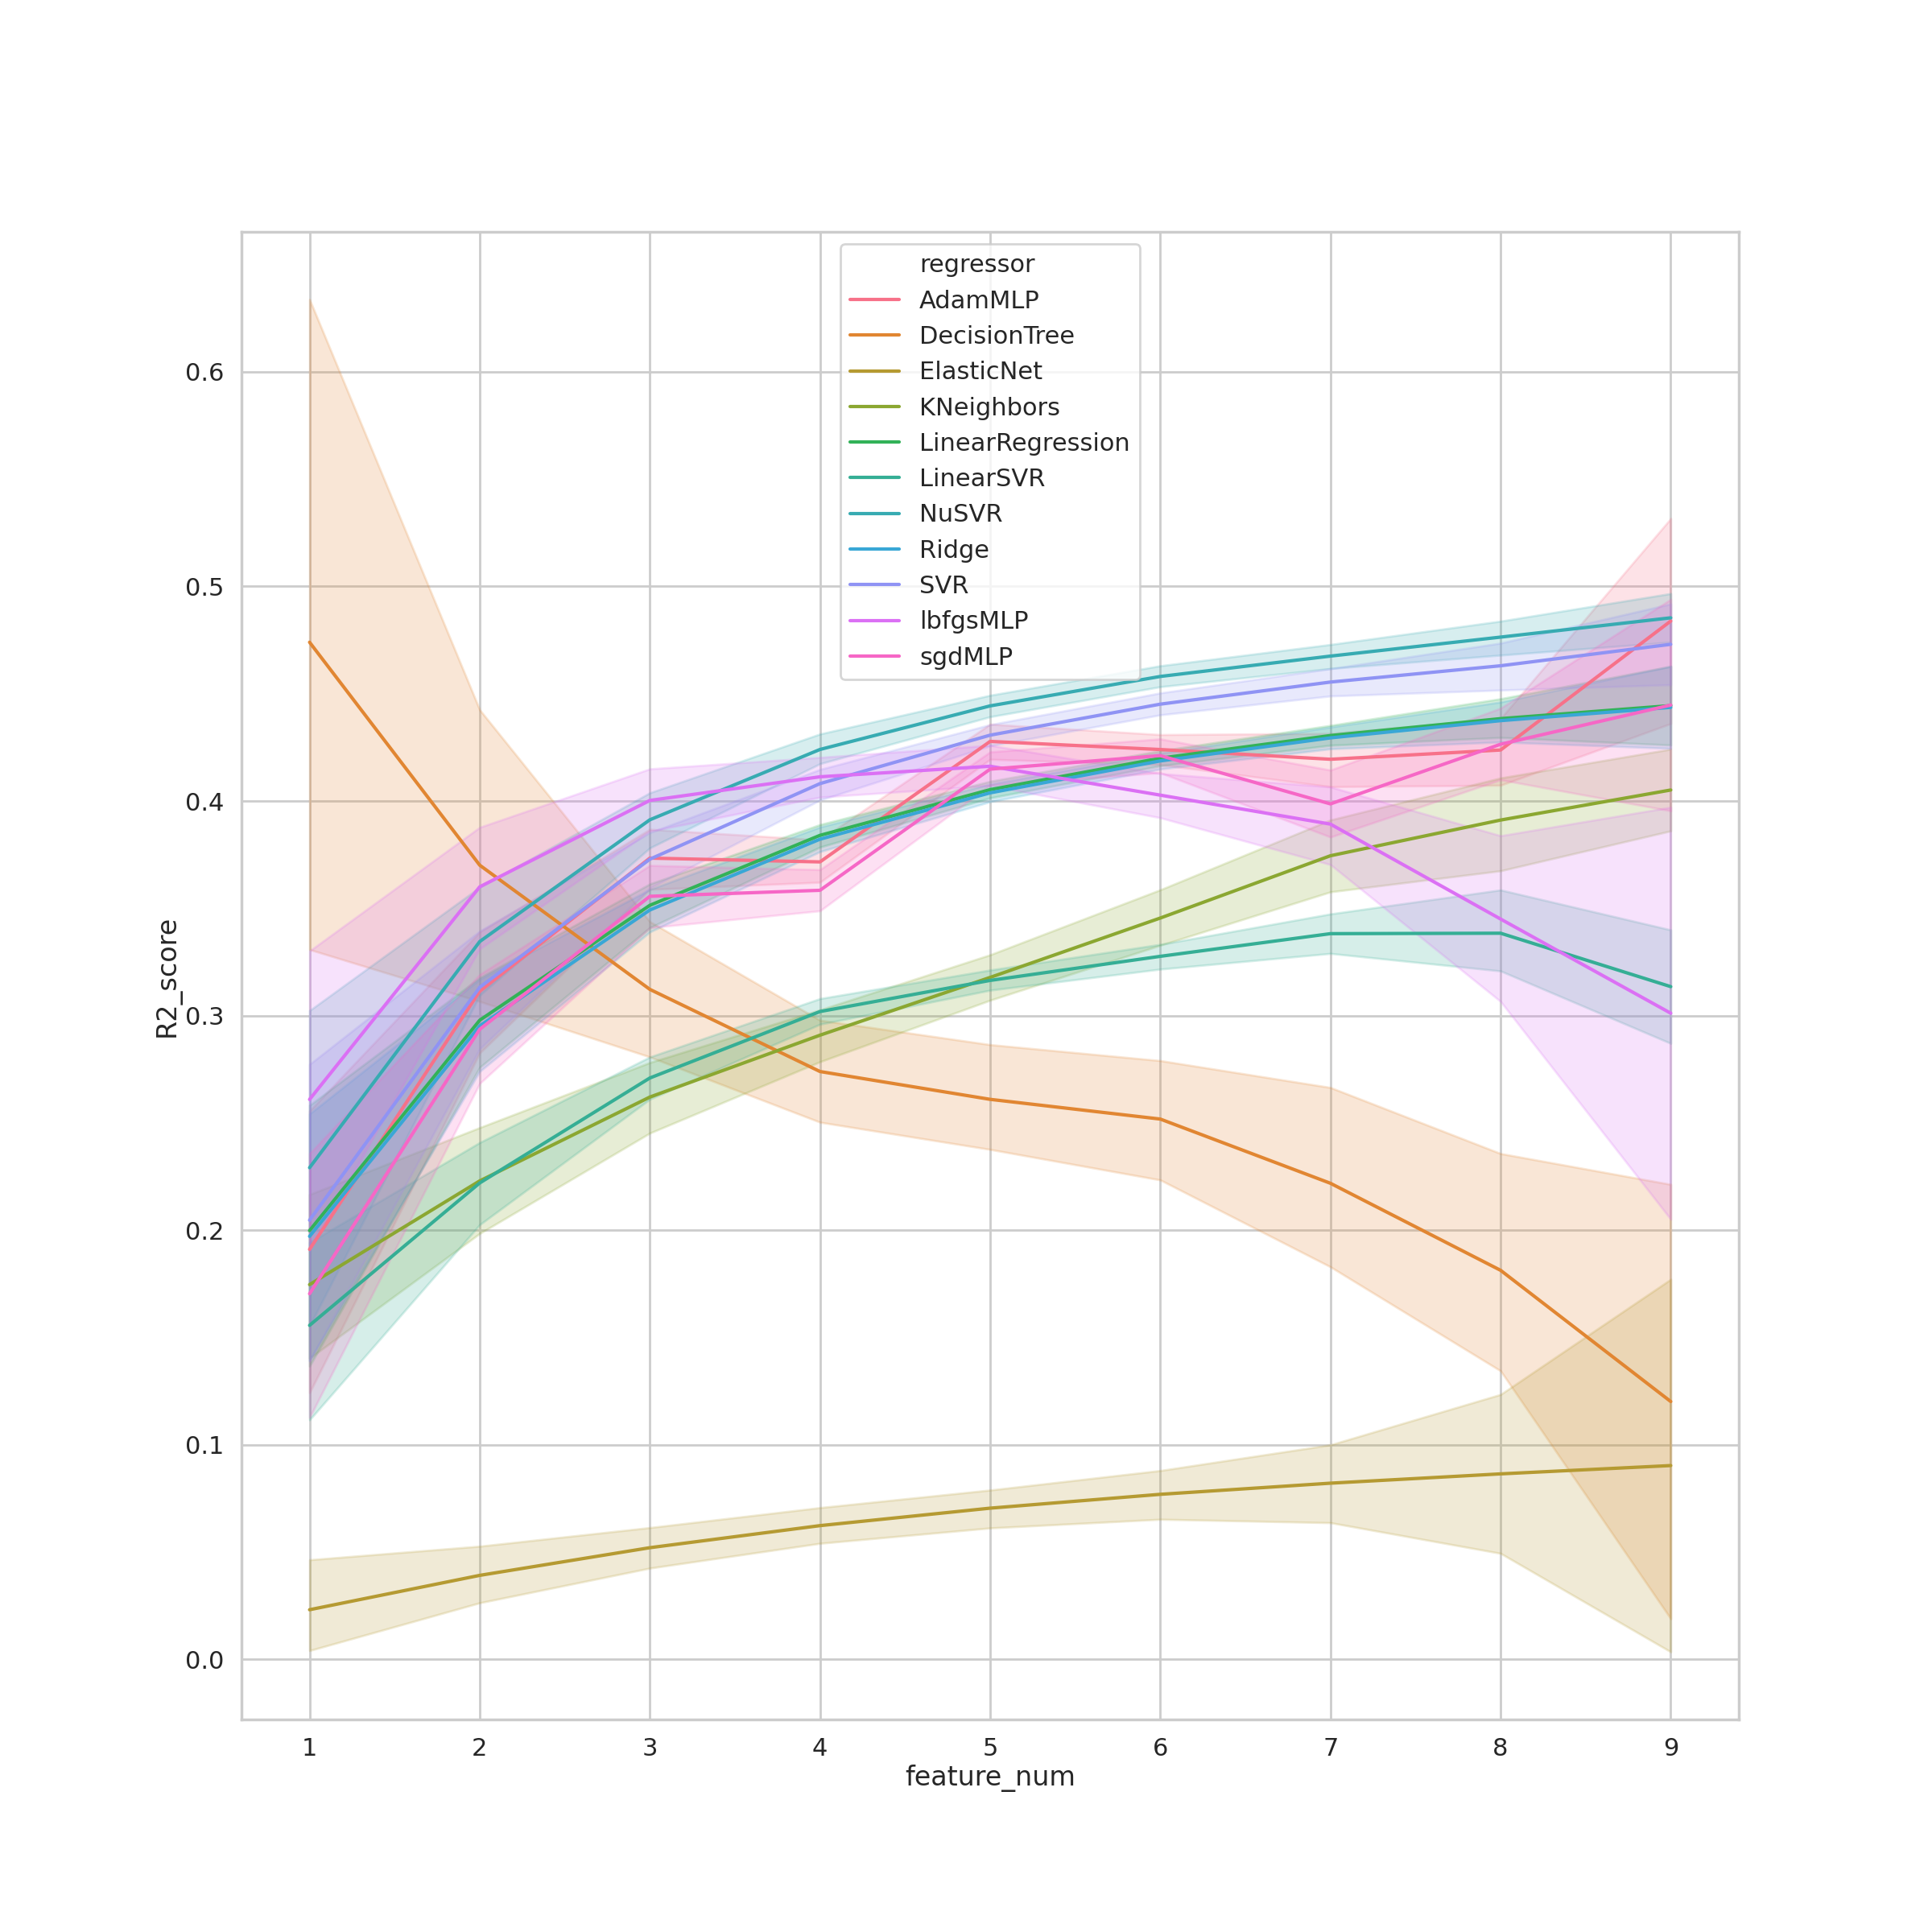 regressor
AdamMLP
DecisionTree
ElasticNet
KNeighbors
LinearRegression
LinearSVR
NuSVR
Ridge
SVR
lbfgsMLP
sgdMLP
0.6
0.5
0.4
0.3
0.2
0.1
0.0
R2_score
1 2 3 4 5 6 7 8 9
feature_num